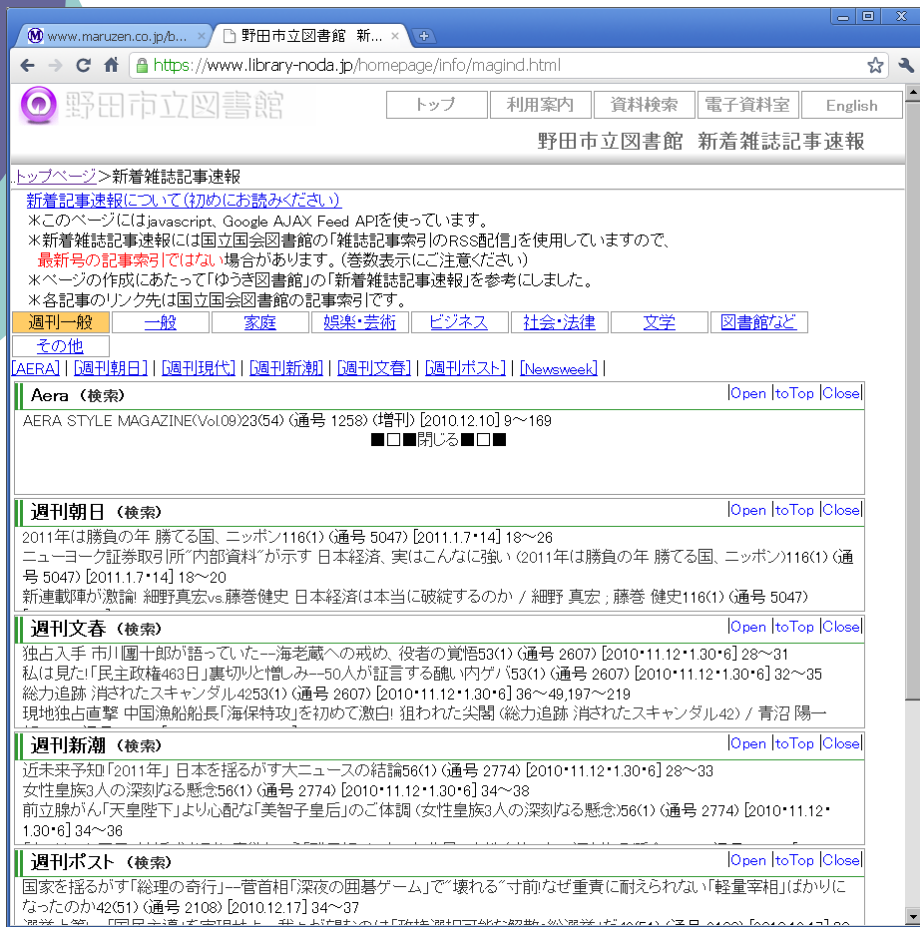 www.maruzen.co.jp/b...
野田市立図書館 新...
https://www.library-noda.jp/homepage/info/magind.html
野田市立図書館
トップ 利用案内 資料検索 電子資料室 English
野田市立図書館 新着雑誌記事速報
..トップページ>新着雑誌記事速報
新着記事速報について(初めにお読みください)
*このページにはjavascript、Google AJAX Feed APIを使っています。
*新着雑誌記事速報には国立国会図書館の「雑誌記事索引のRSS配信」を使用していますので、
最新号の記事索引ではない場合があります。(巻数表示にご注意ください)
*ページの作成にあたって「ゆうき図書館」の「新着雑誌記事速報」を参考にしました。
*各記事のリンク先は国立国会図書館の記事索引です。
週刊一般 一般 家庭 娯楽・芸術 ビジネス 社会・法律 文学 図書館など
その他
[AERA] | [週刊朝日] | [週刊現代] | [週刊新潮] | [週刊文春] | [週刊ポスト] | [Newsweek] |
Aera (検索) |Open |toTop |Close|
AERA STYLE MAGAZINE(Vol.09)23(54) (通号 1258) (増刊) [2010.12.10] 9~169
■□■閉じる■□■
週刊朝日 (検索) |Open |toTop |Close|
2011年は勝負の年 勝てる国、ニッポン116(1) (通号 5047) [2011.1.7・14] 18~26
ニューヨーク証券取引所"内部資料"が示す 日本経済、実はこんなに強い (2011年は勝負の年 勝てる国、ニッポン)116(1) (通
号 5047) [2011.1.7・14] 18~20
新連載陣が激論! 細野真宏vs.藤巻健史 日本経済は本当に破綻するのか / 細野 真宏 ; 藤巻 健史116(1) (通号 5047)
週刊文春 (検索) |Open |toTop |Close|
独占入手 市川團十郎が語っていた--海老蔵への戒め、役者の覚悟53(1) (通号 2607) [2010・11.12・1.30・6] 28~31
私は見た!「民主政権463日」裏切りと憎しみ--50人が証言する醜い内ゲバ53(1) (通号 2607) [2010・11.12・1.30・6] 32~35
総力追跡 消されたスキャンダル4253(1) (通号 2607) [2010・11.12・1.30・6] 36~49,197~219
現地独占直撃 中国漁船船長「海保特攻」を初めて激白! 狙われた尖閣 (総力追跡 消されたスキャンダル42) / 青沼 陽一
週刊新潮 (検索) |Open |toTop |Close|
近未来予知!「2011年」 日本を揺るがす大ニュースの結論56(1) (通号 2774) [2010・11.12・1.30・6] 28~33
女性皇族3人の深刻なる懸念56(1) (通号 2774) [2010・11.12・1.30・6] 34~38
前立腺がん「天皇陛下」より心配な「美智子皇后」のご体調 (女性皇族3人の深刻なる懸念)56(1) (通号 2774) [2010・11.12・
1.30・6] 34~36
週刊ポスト (検索) |Open |toTop |Close|
国家を揺るがす「総理の奇行」--菅首相「深夜の囲碁ゲーム」で"壊れる"寸前!なぜ重責に耐えられない「軽量宰相」ばかりに
なったのか42(51) (通号 2108) [2010.12.17] 34~37